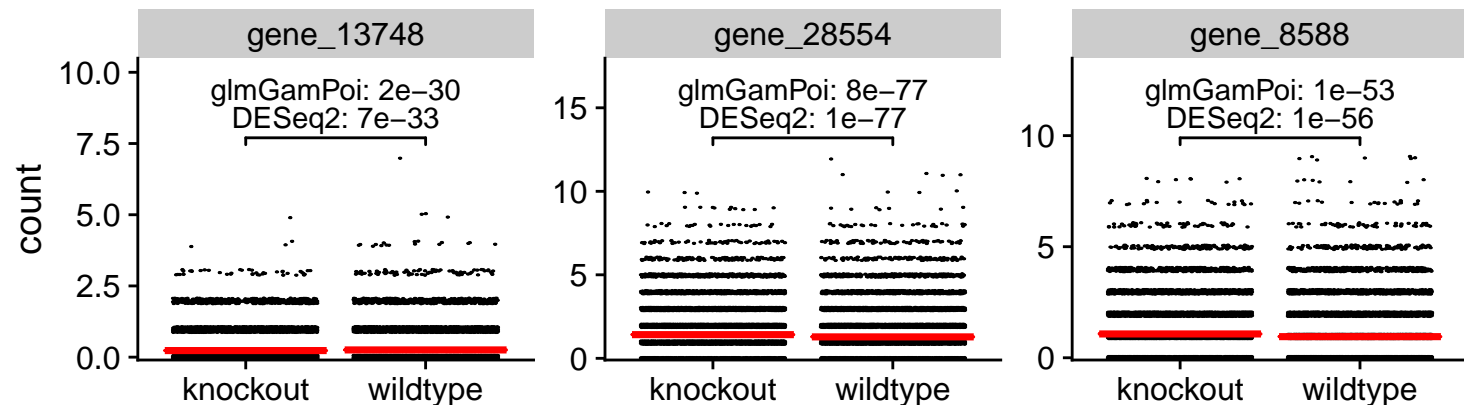 gene_13748
gene_28554
gene_8588
count
10.0
7.5
5.0
2.5
0.0
glmGamPoi: 2e−30
DESeq2: 7e−33
knockout
wildtype
15
10
5
0
glmGamPoi: 8e−77
DESeq2: 1e−77
knockout
wildtype
10
5
0
glmGamPoi: 1e−53
DESeq2: 1e−56
knockout
wildtype